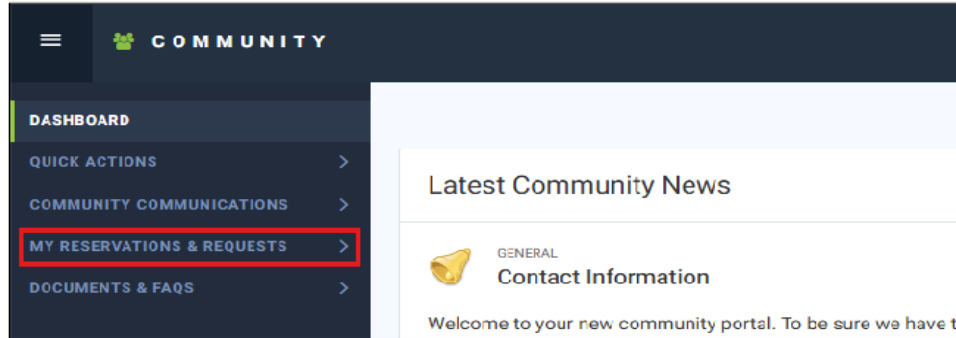 COMMUNITY
DASHBOARD
QUICK ACTIONS
COMMUNITY COMMUNICATIONS
MY RESERVATIONS & REQUESTS
DOCUMENTS & FAQS
Latest Community News
GENERAL
Contact Information
Welcome to your new community portal. To be sure we have